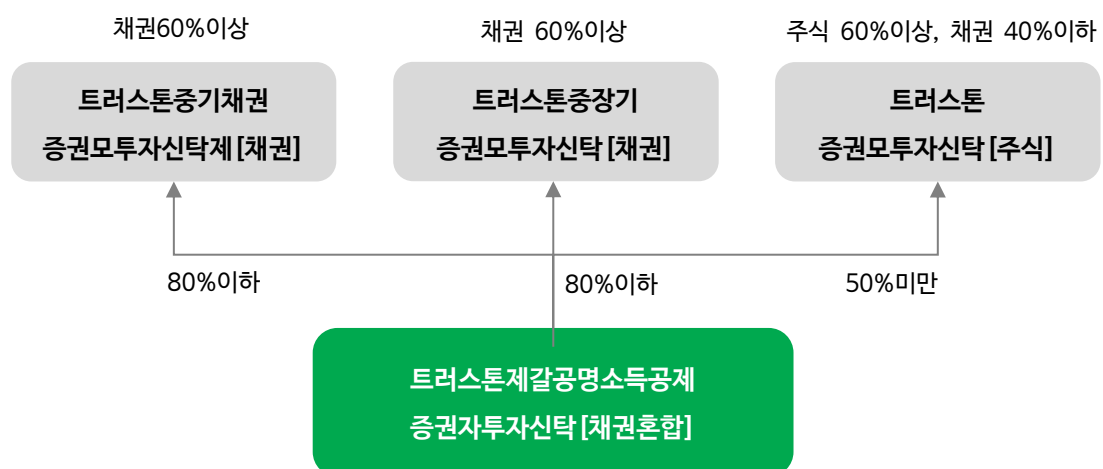 채권60%이상
채권 60%이상
주식 60%이상, 채권 40%이하
트러스톤중기채권
증권모투자신탁제[채권]
트러스톤중장기
증권모투자신탁[채권]
트러스톤
증권모투자신탁[주식]
80%이하
80%이하
50%미만
트러스톤제갈공명소득공제
증권자투자신탁[채권혼합]